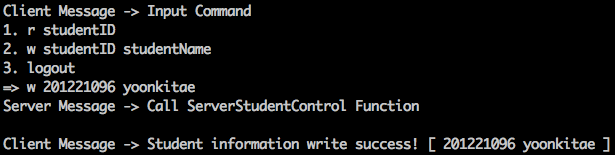 Client Message -> Input Command
1. r studentID
2. w studentID studentName
3. logout
=> w 201221096 yoonkitae
Server Message -> Call ServerStudentControl Function
Client Message -> Student information write success! [ 201221096 yoonkitae ]